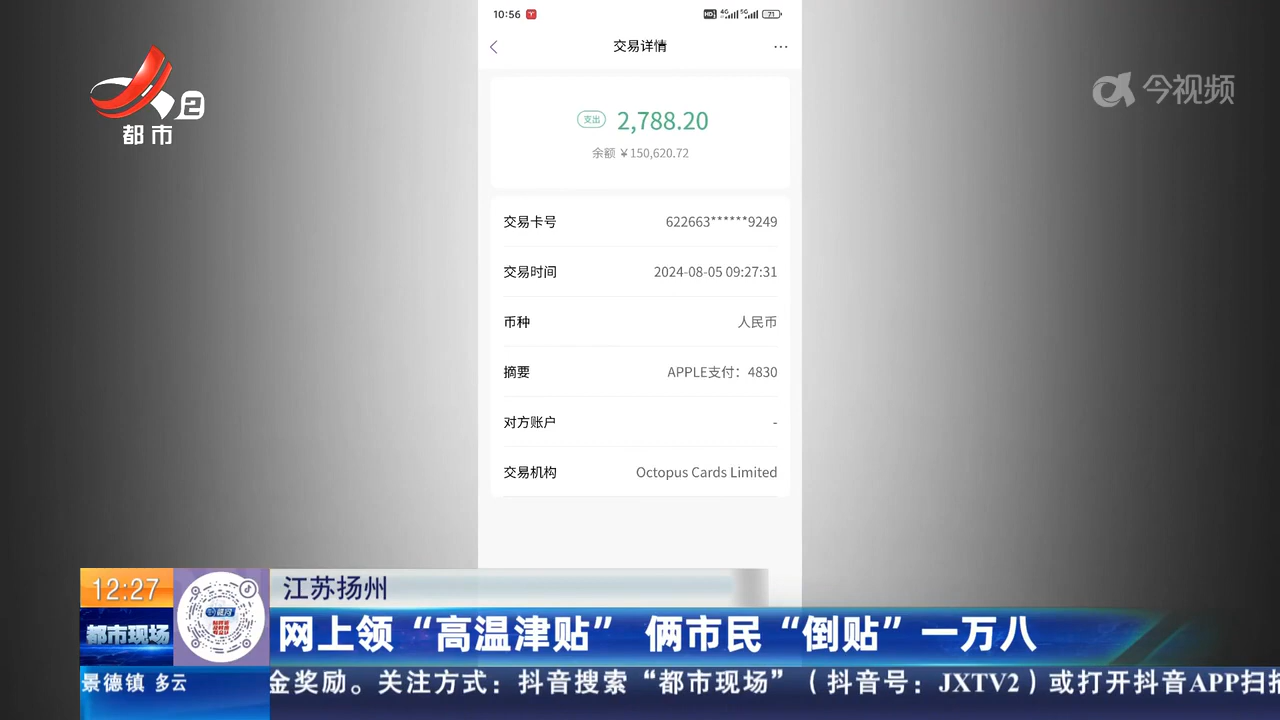 10:56
HD 4G 5G 71
交易详情
2
都市
今视频
支出 2,788.20
余额 ￥150,620.72
交易卡号 622663******9249
交易时间 2024-08-05 09:27:31
币种 人民币
摘要 APPLE支付：4830
对方账户 -
交易机构 Octopus Cards Limited
12:27
江苏扬州
都市现场
网上领“高温津贴” 俩市民“倒贴”一万八
景德镇 多云
金奖励。关注方式：抖音搜索“都市现场”（抖音号：JXTV2）或打开抖音APP扫